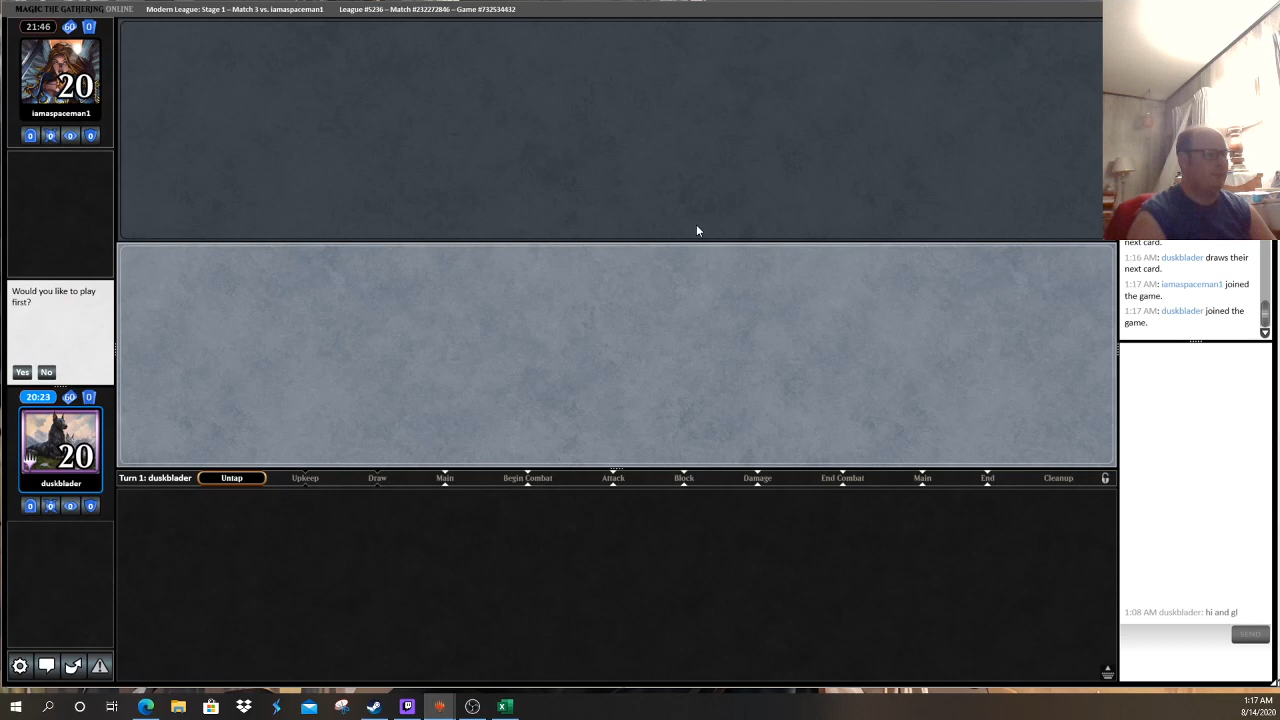 MAGIC THE GATHERING ONLINE Modern League: Stage 1 – Match 3 vs. iamaspaceman1 League #5236 – Match #232272846 – Game #732534432
21:46 60 0
20
iamaspaceman1
0 0 0 0
next card.
1:16 AM: duskblader draws their
next card.
1:17 AM: iamaspaceman1 joined
the game.
1:17 AM: duskblader joined the
game.
Would you like to play
first?
Yes No
20:23 60 0
20
duskblader
0 0 0 0
Turn 1: duskblader Untap Upkeep Draw Main Begin Combat Attack Block Damage End Combat Main End Cleanup
1:08 AM duskblader: hi and gl
SEND
1:17 AM
8/14/2020